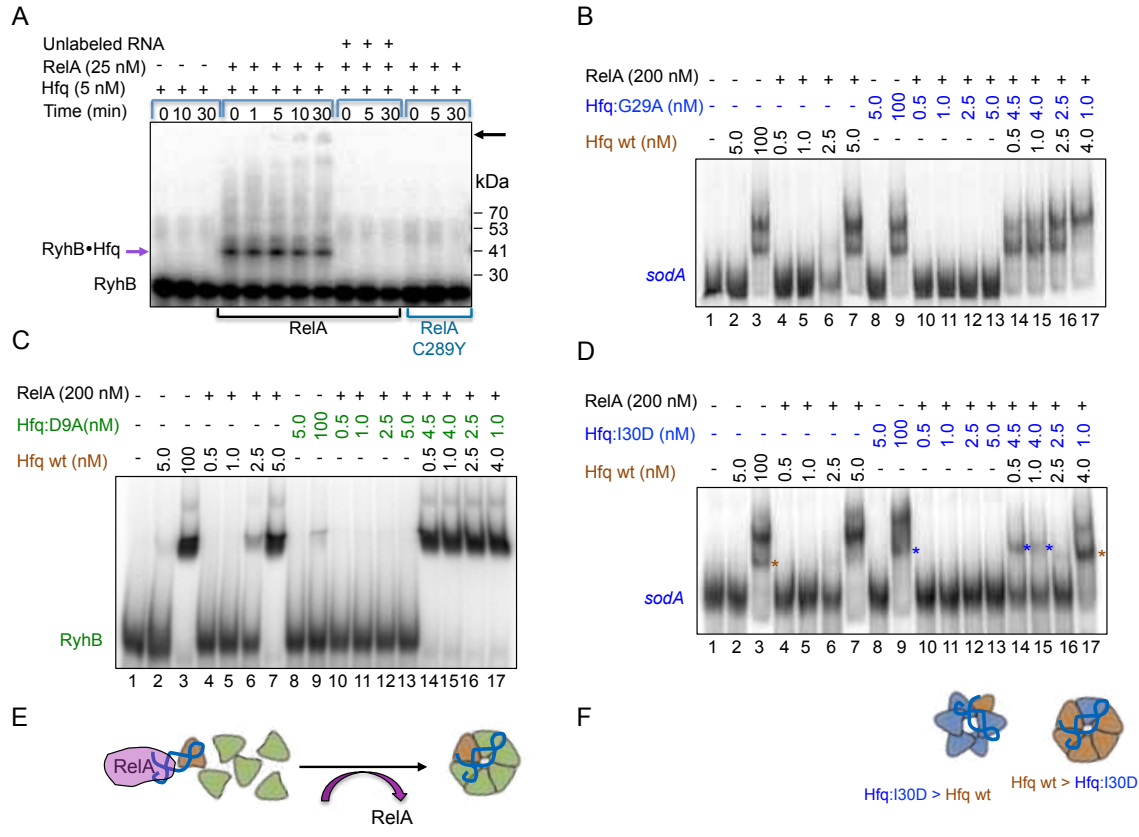 A
Unlabeled RNA + + +
RelA (25 nM) - - - + + + + + + + + + + +
Hfq (5 nM) + + + + + + + + + + + + + +
Time (min) 0 10 30 0 1 5 10 30 0 5 30 0 5 30
kDa
70
53
RyhB•Hfq 41
30
RyhB
RelA RelA
C289Y
B
RelA (200 nM) - - - + + + + - - + + + + + + + +
Hfq:G29A (nM) 5.0 100 0.5 1.0 2.5 5.0 4.5 4.0 2.5 1.0
Hfq wt (nM) - 5.0 100 0.5 1.0 2.5 5.0 0.5 1.0 2.5 4.0
sodA
1 2 3 4 5 6 7 8 9 10 11 12 13 14 15 16 17
C
RelA (200 nM) - - - + + + + - - + + + + + + + +
Hfq:D9A(nM) - - - - - - - 5.0 100 0.5 1.0 2.5 5.0 4.5 4.0 2.5 1.0
Hfq wt (nM) - 5.0 100 0.5 1.0 2.5 5.0 - - - - - - 0.5 1.0 2.5 4.0
RyhB
1 2 3 4 5 6 7 8 9 10 11 12 13 14 15 16 17
D
RelA (200 nM) - - - + + + + - - + + + + + + + +
Hfq:I30D (nM) - - - - - - - 5.0 100 0.5 1.0 2.5 5.0 4.5 4.0 2.5 1.0
Hfq wt (nM) - 5.0 100 0.5 1.0 2.5 5.0 - - - - - - 0.5 1.0 2.5 4.0
* * * * *
sodA
1 2 3 4 5 6 7 8 9 10 11 12 13 14 15 16 17
E
RelA
RelA
F
Hfq:I30D > Hfq wt
Hfq wt > Hfq:I30D